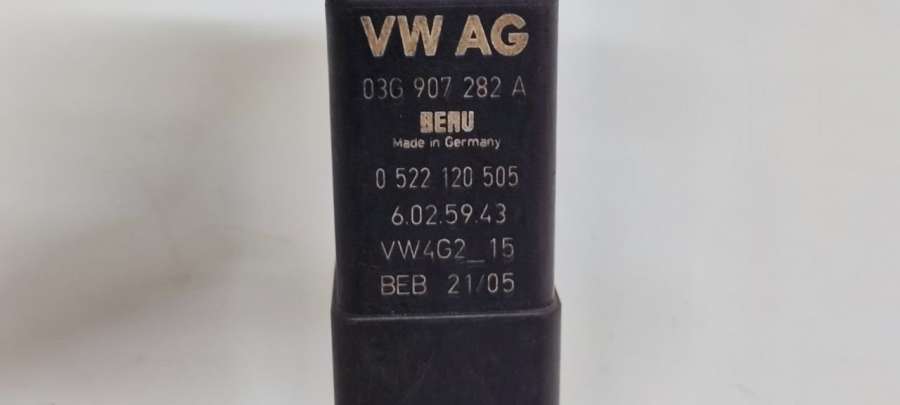 VW AG
03G 907 282 A
BERU
Made in Germany
0 522 120 505
6.02.59.43
VW4G2_15
BEB 21/05